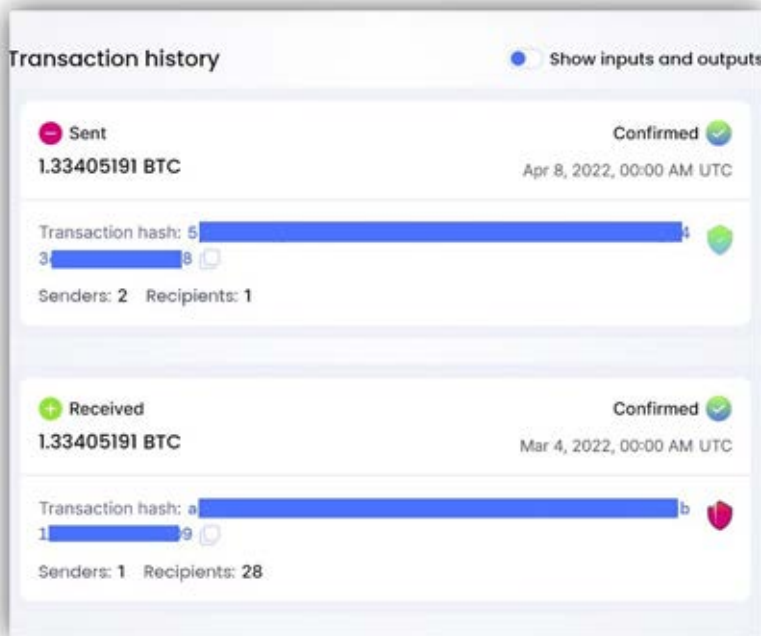 Transaction history
Show inputs and outputs
Sent
Confirmed
1.33405191 BTC
Apr 8, 2022, 00:00 AM UTC
Transaction hash: 5 4
3 8
Senders: 2 Recipients: 1
Received
Confirmed
1.33405191 BTC
Mar 4, 2022, 00:00 AM UTC
Transaction hash: a b
1 9
Senders: 1 Recipients: 28